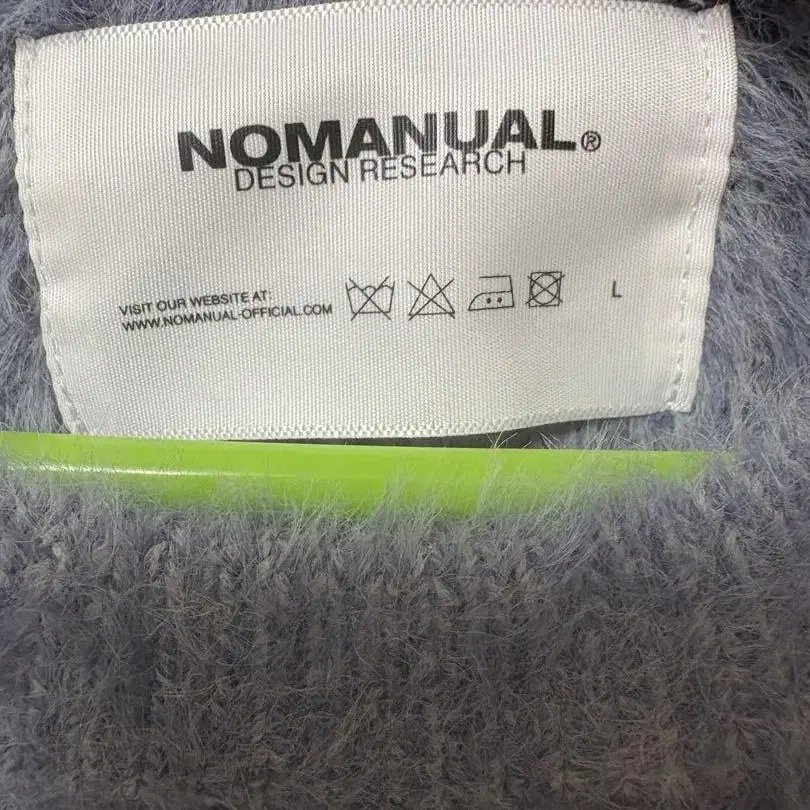 NOMANUAL®
DESIGN RESEARCH
VISIT OUR WEBSITE AT:
WWW.NOMANUAL-OFFICIAL.COM
L